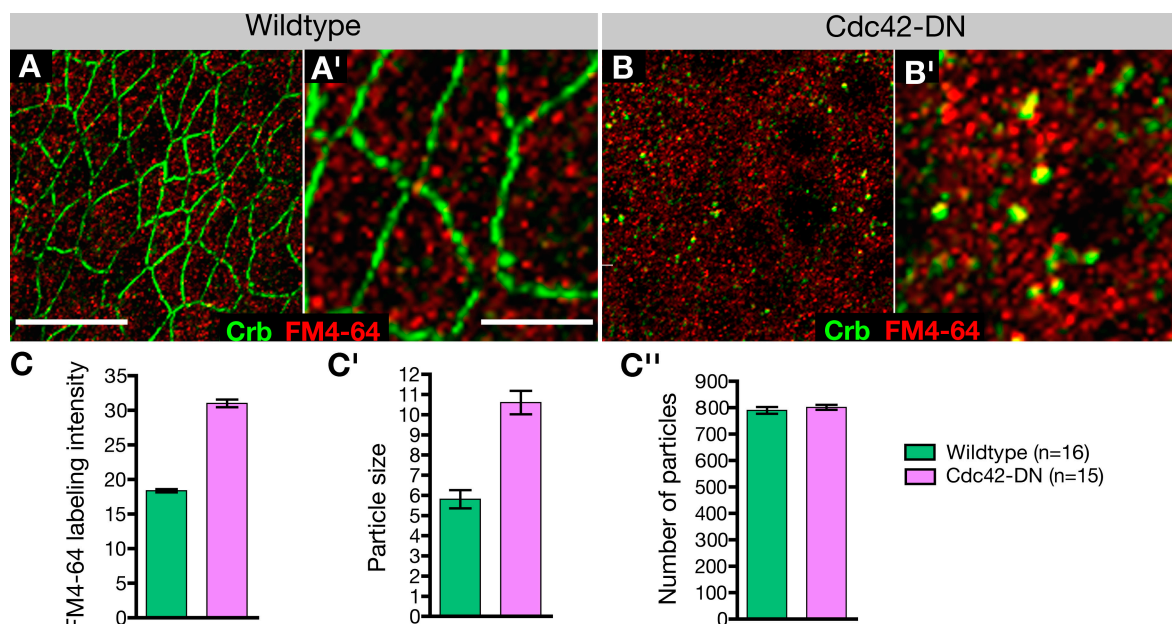 Wildtype
Cdc42-DN
A
A'
B
B'
Crb FM4-64
Crb FM4-64
C
C'
C''
FM4-64 labeling intensity
35
30
25
20
15
10
5
0
Particle size
12
11
10
9
8
7
6
5
4
3
2
1
0
Number of particles
900
800
700
600
500
400
300
200
100
0
Wildtype (n=16)
Cdc42-DN (n=15)